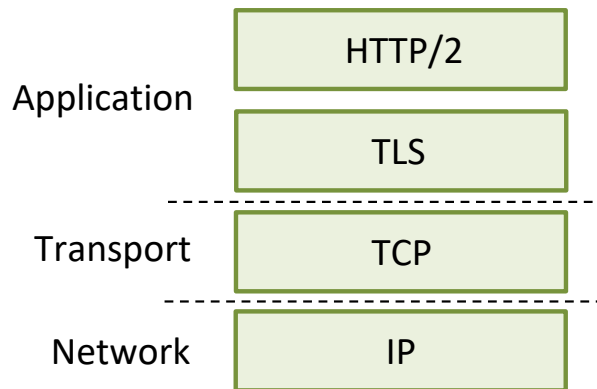 HTTP/2
Application
TLS
Transport
TCP
Network
IP